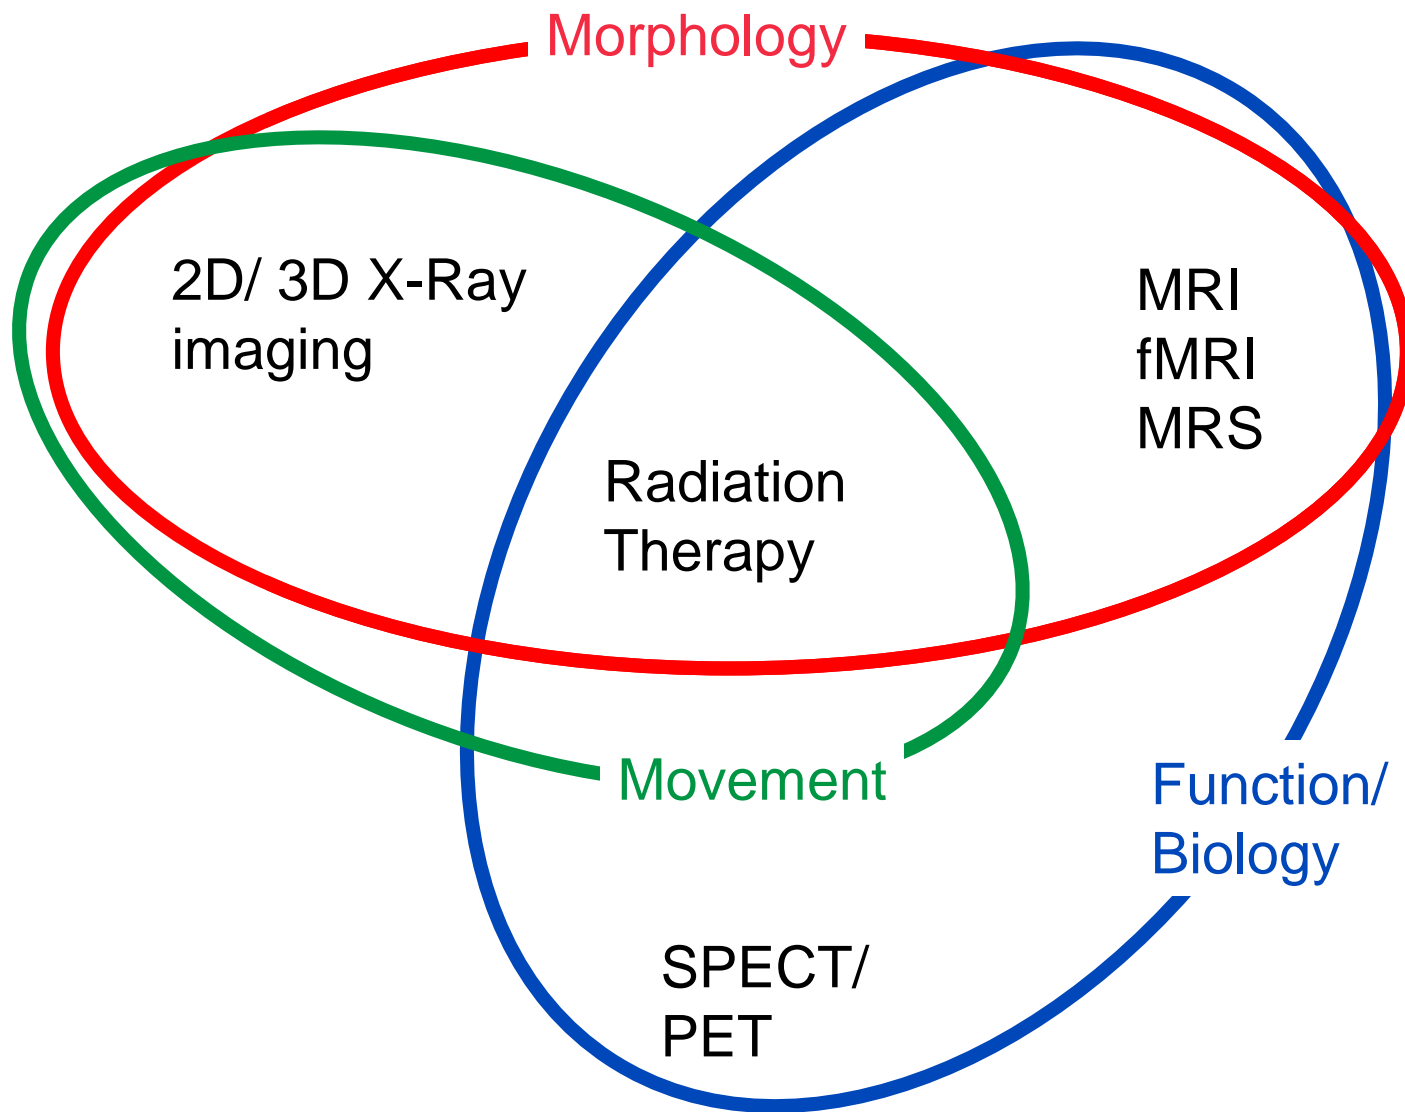 Morphology
2D/ 3D X-Ray
imaging
MRI
fMRI
MRS
Radiation
Therapy
Movement
Function/
Biology
SPECT/
PET